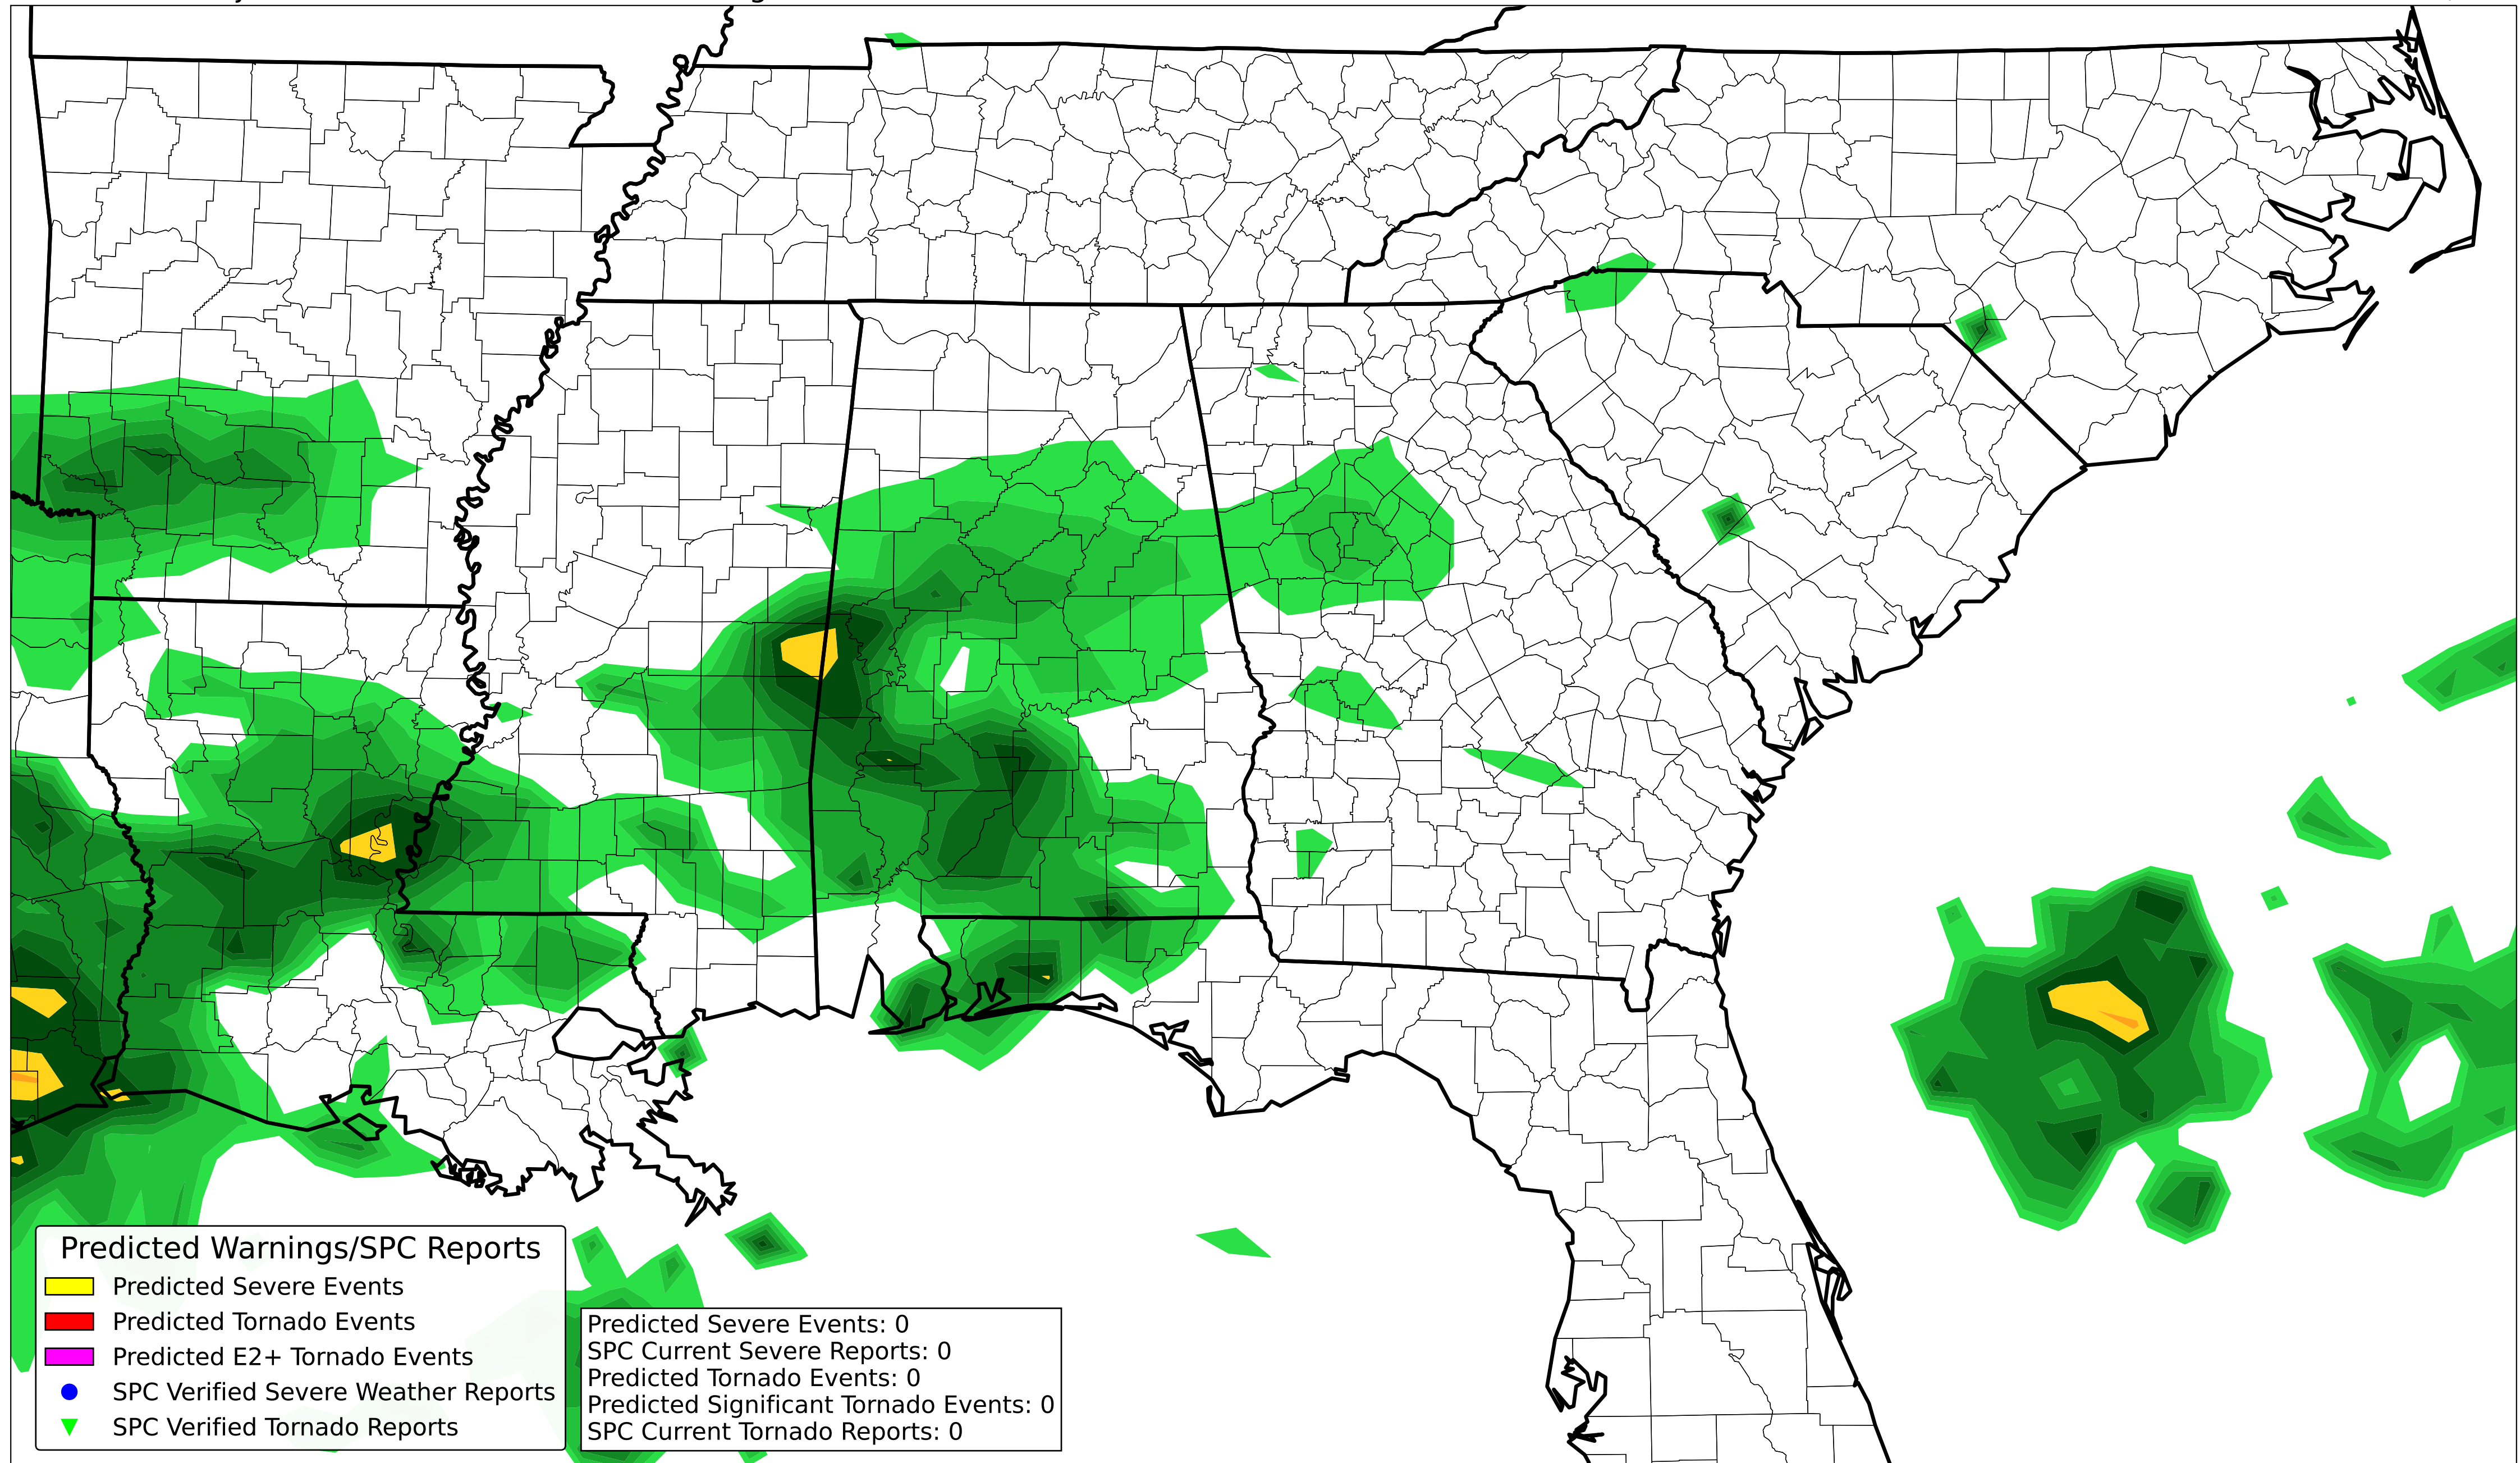 Predicted Warnings/SPC Reports
Predicted Severe Events
Predicted Tornado Events
Predicted E2+ Tornado Events
SPC Verified Severe Weather Reports
SPC Verified Tornado Reports
Predicted Severe Events: 0
SPC Current Severe Reports: 0
Predicted Tornado Events: 0
Predicted Significant Tornado Events: 0
SPC Current Tornado Reports: 0